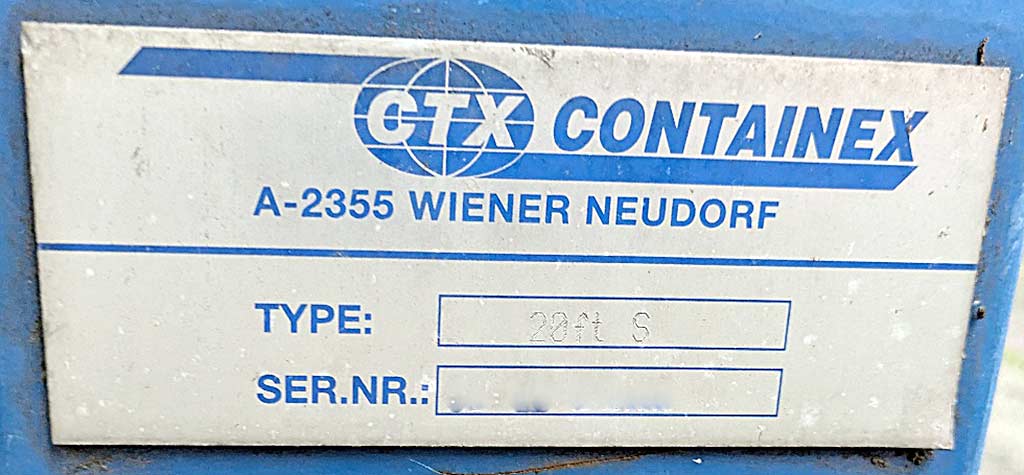 CTX CONTAINEX
A-2355 WIENER NEUDORF
TYPE: 20ft S
SER.NR.: